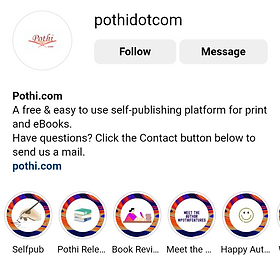 pothidotcom
Pothi
.com
Follow
Message
Pothi.com
A free & easy to use self-publishing platform for print
and eBooks.
Have questions? Click the Contact button below to
send us a mail.
pothi.com
MEET THE
AUTHOR
#POTHIFEATURES
Selfpub
Pothi Rele...
Book Revi...
Meet the ...
Happy Aut...